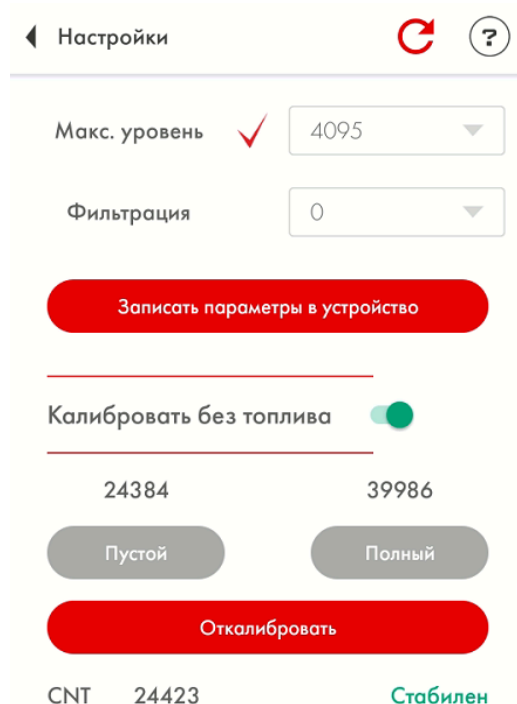 Настройки ?
Макс. уровень 4095
Фильтрация 0
Записать параметры в устройство
Калибровать без топлива
24384 39986
Пустой Полный
Откалибровать
CNT 24423 Стабилен